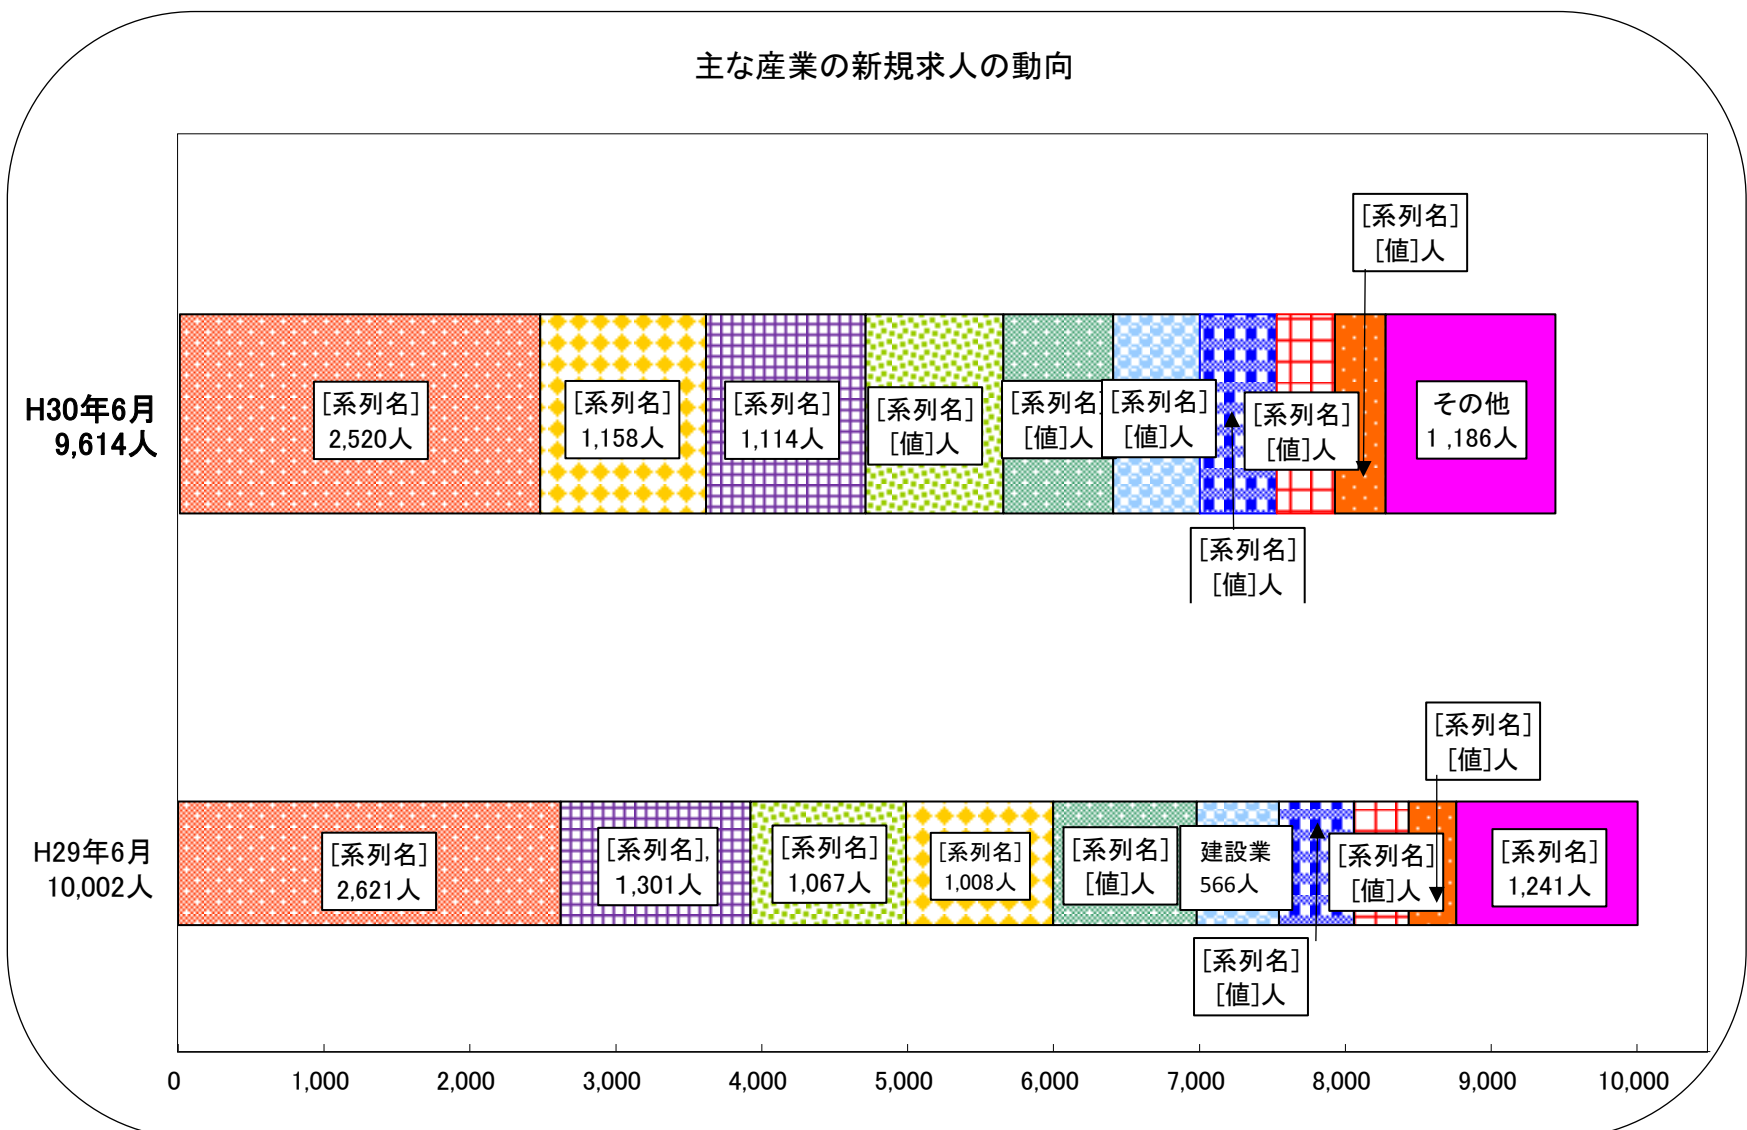 主な産業の新規求人の動向
[系列名]
[値]人
H30年6月
9,614人
[系列名]
2,520人
[系列名]
1,158人
[系列名]
1,114人
[系列名]
[値]人
[系列名
[値]人
[系列名]
[値]人
[系列名]
[値]人
その他
1 ,186人
[系列名]
[値]人
[系列名]
[値]人
H29年6月
10,002人
[系列名]
2,621人
[系列名],
1,301人
[系列名]
1,067人
[系列名]
1,008人
[系列名]
[値]人
建設業
566人
[系列名]
[値]人
[系列名]
1,241人
[系列名]
[値]人
0 1,000 2,000 3,000 4,000 5,000 6,000 7,000 8,000 9,000 10,000